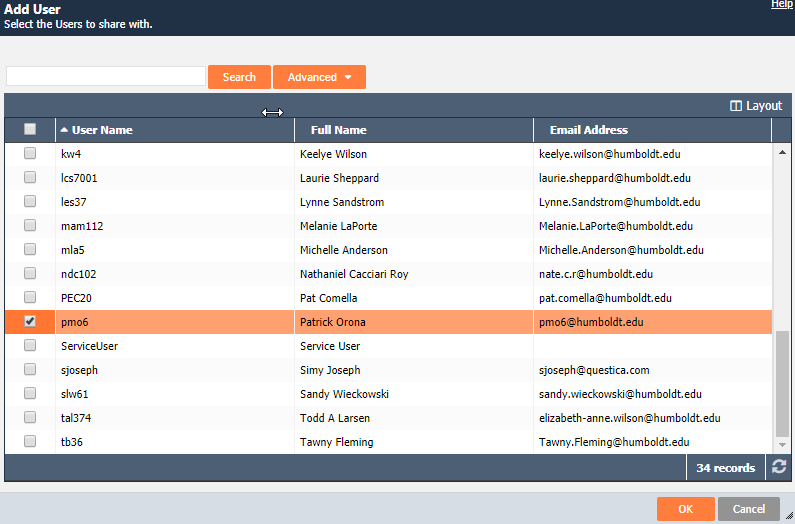 Add User
Help
Select the Users to share with.
Search Advanced
Layout
User Name Full Name Email Address
kw4 Keelye Wilson keelye.wilson@humboldt.edu
lcs7001 Laurie Sheppard laurie.sheppard@humboldt.edu
les37 Lynne Sandstrom Lynne.Sandstrom@humboldt.edu
mam112 Melanie LaPorte Melanie.LaPorte@humboldt.edu
mla5 Michelle Anderson Michelle.Anderson@humboldt.edu
ndc102 Nathaniel Cacciari Roy nate.c.r@humboldt.edu
PEC20 Pat Comella pat.comella@humboldt.edu
pmo6 Patrick Orona pmo6@humboldt.edu
ServiceUser Service User
sjoseph Simy Joseph sjoseph@questica.com
slw61 Sandy Wieckowski sandy.wieckowski@humboldt.edu
tal374 Todd A Larsen elizabeth-anne.wilson@humboldt.edu
tb36 Tawny Fleming Tawny.Fleming@humboldt.edu
34 records
OK Cancel